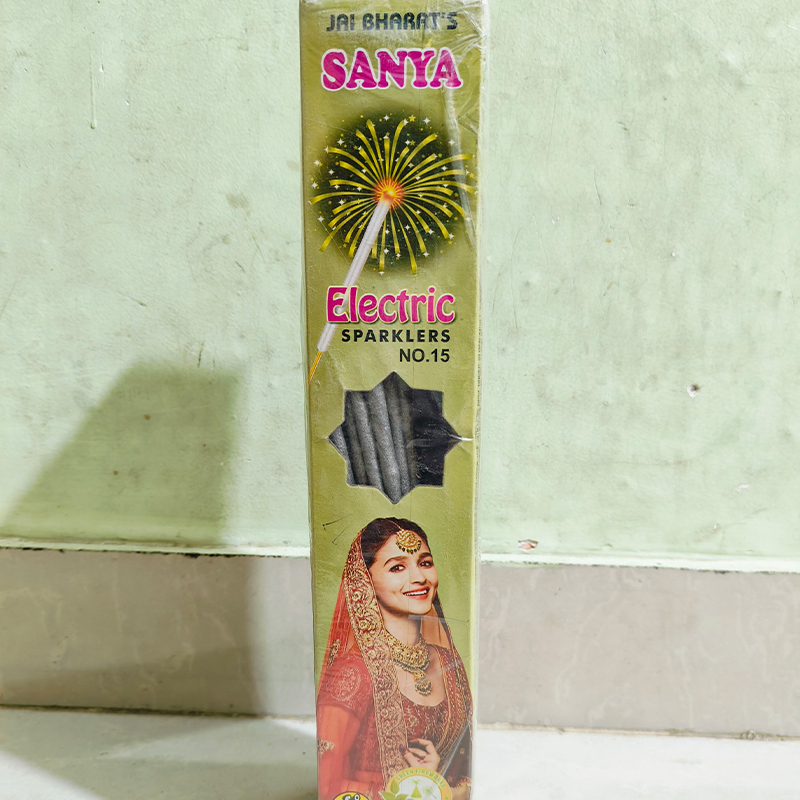 JAI BHARAT'S
SANYA
Electric
SPARKLERS
NO.15